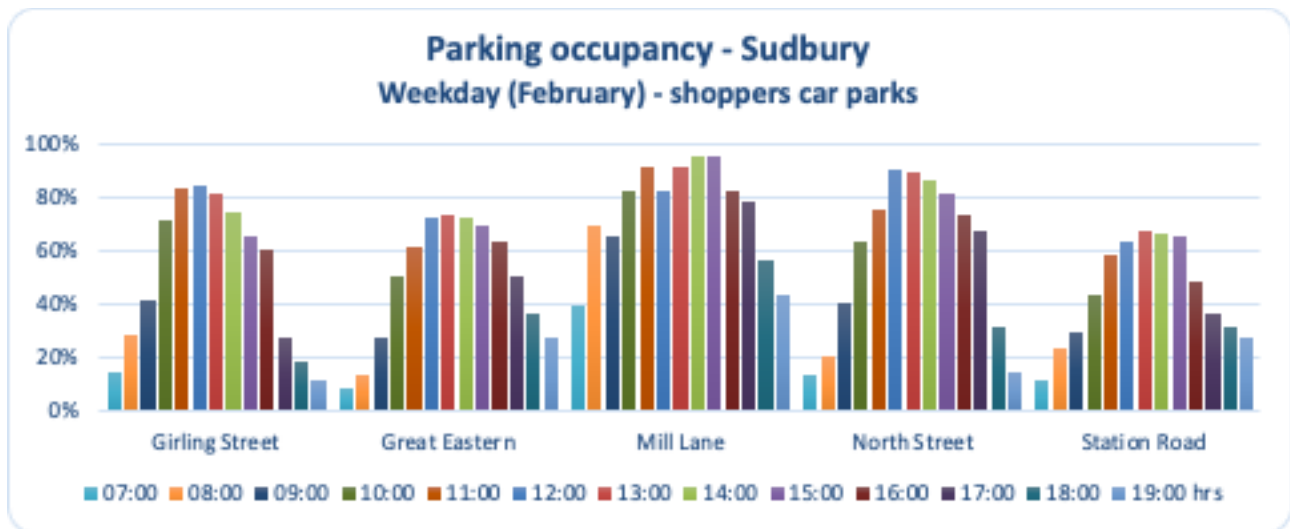 Parking occupancy - Sudbury
Weekday (February) - shoppers car parks
100%
80%
60%
40%
20%
0%
Girling Street Great Eastern Mill Lane North Street Station Road
07:00 08:00 09:00 10:00 11:00 12:00 13:00 14:00 15:00 16:00 17:00 18:00 19:00 hrs